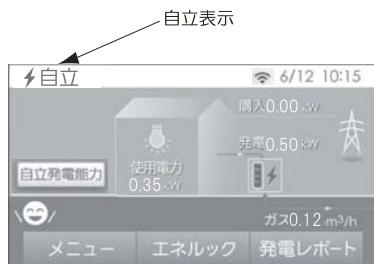 自立表示
自立 6/12 10:15
購入0.00 kW
発電0.50 kW
使用電力
0.35 kW
自立発電能力
ガス0.12 m³/h
メニュー エネルック 発電レポート